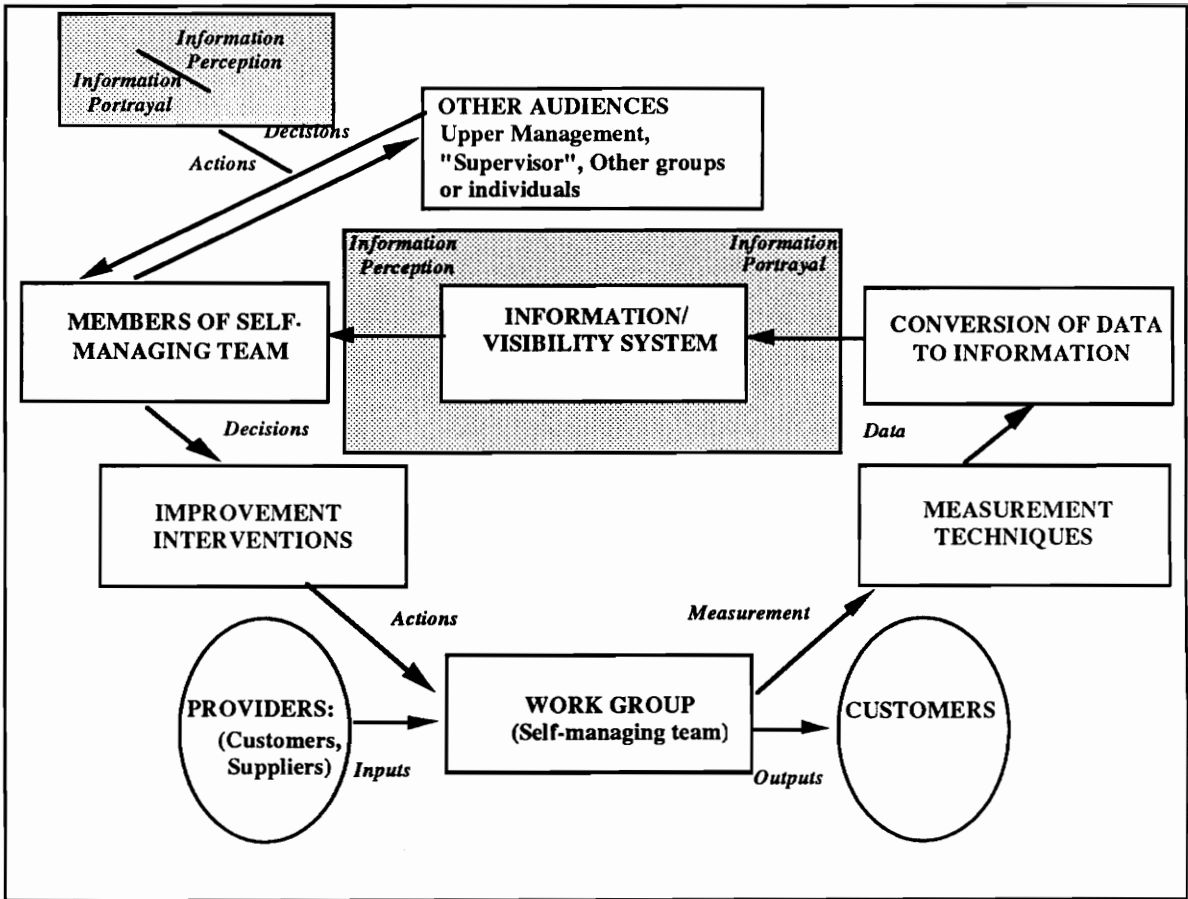 Information
Perception
Information
Portrayal
Decisions
Actions
OTHER AUDIENCES
Upper Management,
"Supervisor", Other groups
or individuals
Information
Perception
Information
Portrayal
MEMBERS OF SELF-
MANAGING TEAM
INFORMATION/
VISIBILITY SYSTEM
CONVERSION OF DATA
TO INFORMATION
Decisions
Data
IMPROVEMENT
INTERVENTIONS
MEASUREMENT
TECHNIQUES
Actions
Measurement
PROVIDERS:
(Customers,
Suppliers)
Inputs
WORK GROUP
(Self-managing team)
Outputs
CUSTOMERS